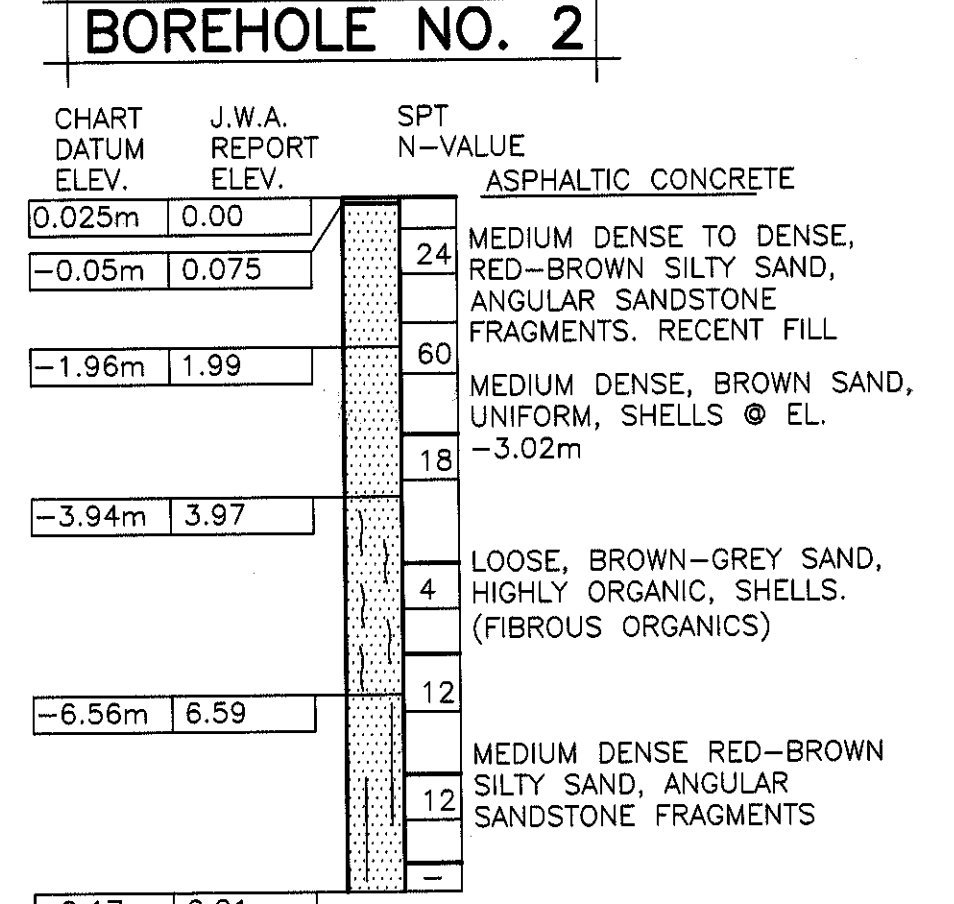 BOREHOLE NO. 2
CHART DATUM ELEV.
J.W.A. REPORT ELEV.
SPT N-VALUE
ASPHALTIC CONCRETE
0.025m 0.00
-0.05m 0.075
24
MEDIUM DENSE TO DENSE,
RED-BROWN SILTY SAND,
ANGULAR SANDSTONE
FRAGMENTS. RECENT FILL
-1.96m 1.99
60
MEDIUM DENSE, BROWN SAND,
UNIFORM, SHELLS @ EL.
-3.02m
18
-3.94m 3.97
LOOSE, BROWN-GREY SAND,
HIGHLY ORGANIC, SHELLS.
(FIBROUS ORGANICS)
4
12
-6.56m 6.59
MEDIUM DENSE RED-BROWN
SILTY SAND, ANGULAR
SANDSTONE FRAGMENTS
12
-